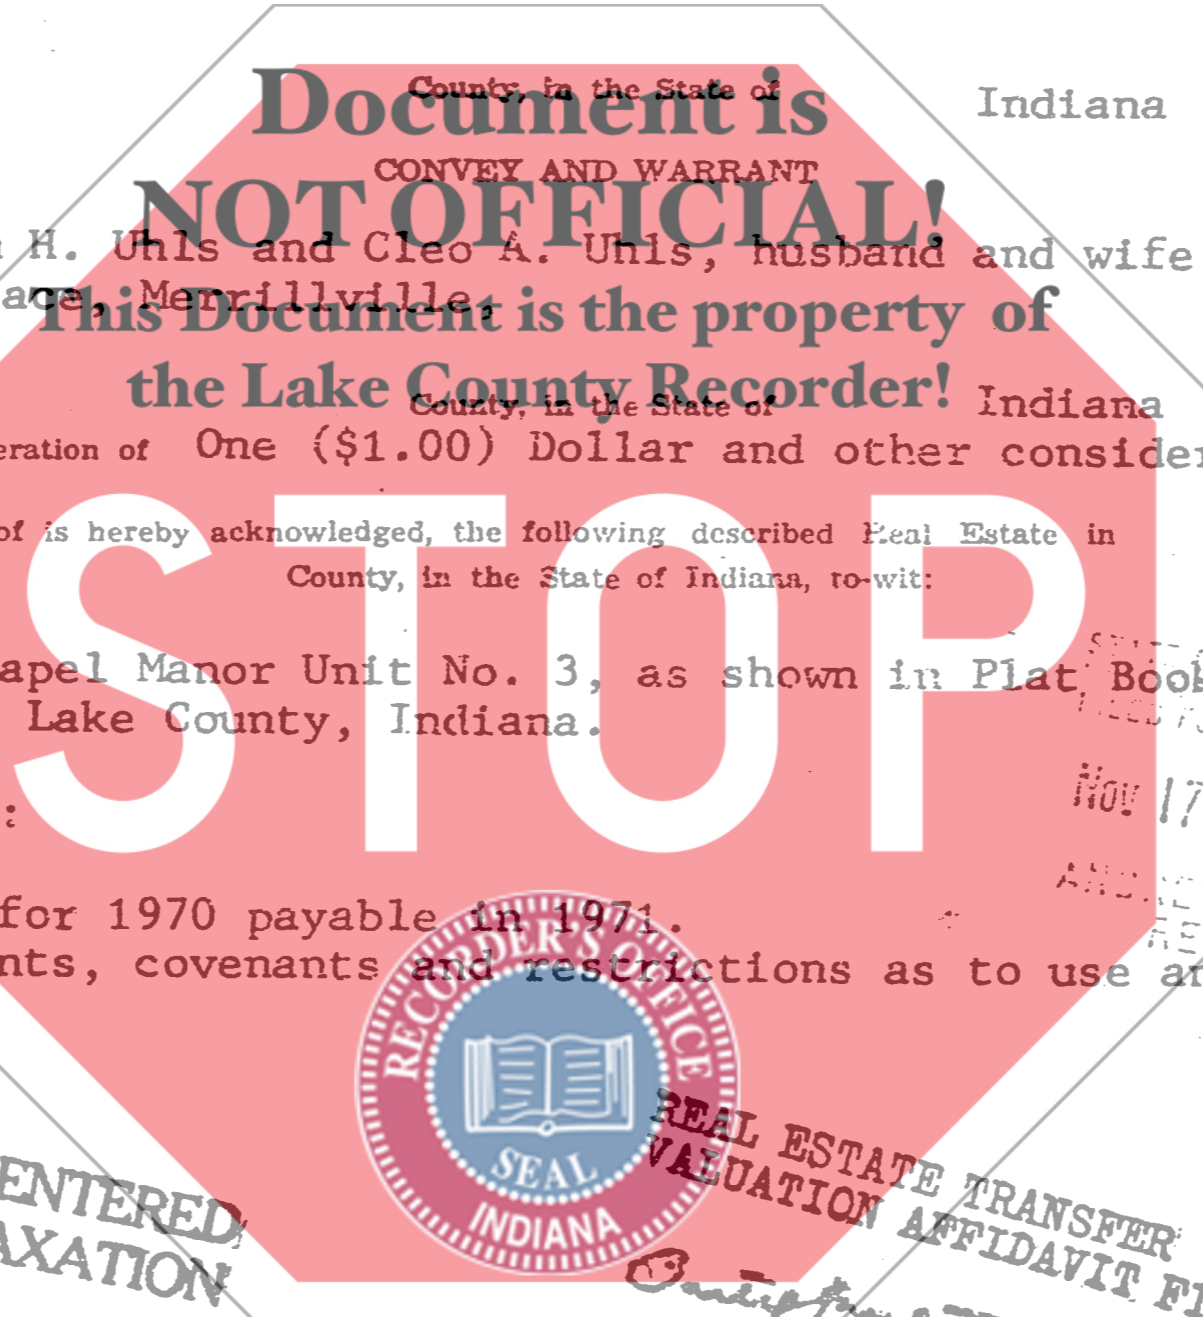 Document is
County, in the State of Indiana
CONVEY AND WARRANT
NOT OFFICIAL!
H. Uhls and Cleo A. Uhls, husband and wife
ace, Merrillville,
This Document is the property of
the Lake County Recorder!
County, in the State of Indiana
eration of One ($1.00) Dollar and other consider
of is hereby acknowledged, the following described Real Estate in
County, in the State of Indiana, to-wit:
STOP
apel Manor Unit No. 3, as shown in Plat Book
Lake County, Indiana.
Nov 17
:
for 1970 payable in 1971.
nts, covenants and restrictions as to use an
RECORDER'S OFFICE
SEAL
INDIANA
REAL ESTATE TRANSFER
VALUATION AFFIDAVIT FI
ENTERED
AXATION